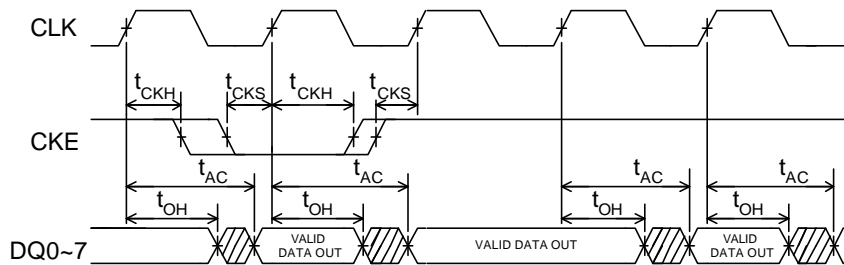 CLK
tCKH tCKS tCKH tCKS
CKE
tAC tAC tAC tAC
tOH tOH tOH tOH
DQ0~7
VALID
DATA OUT
VALID DATA OUT
VALID
DATA OUT